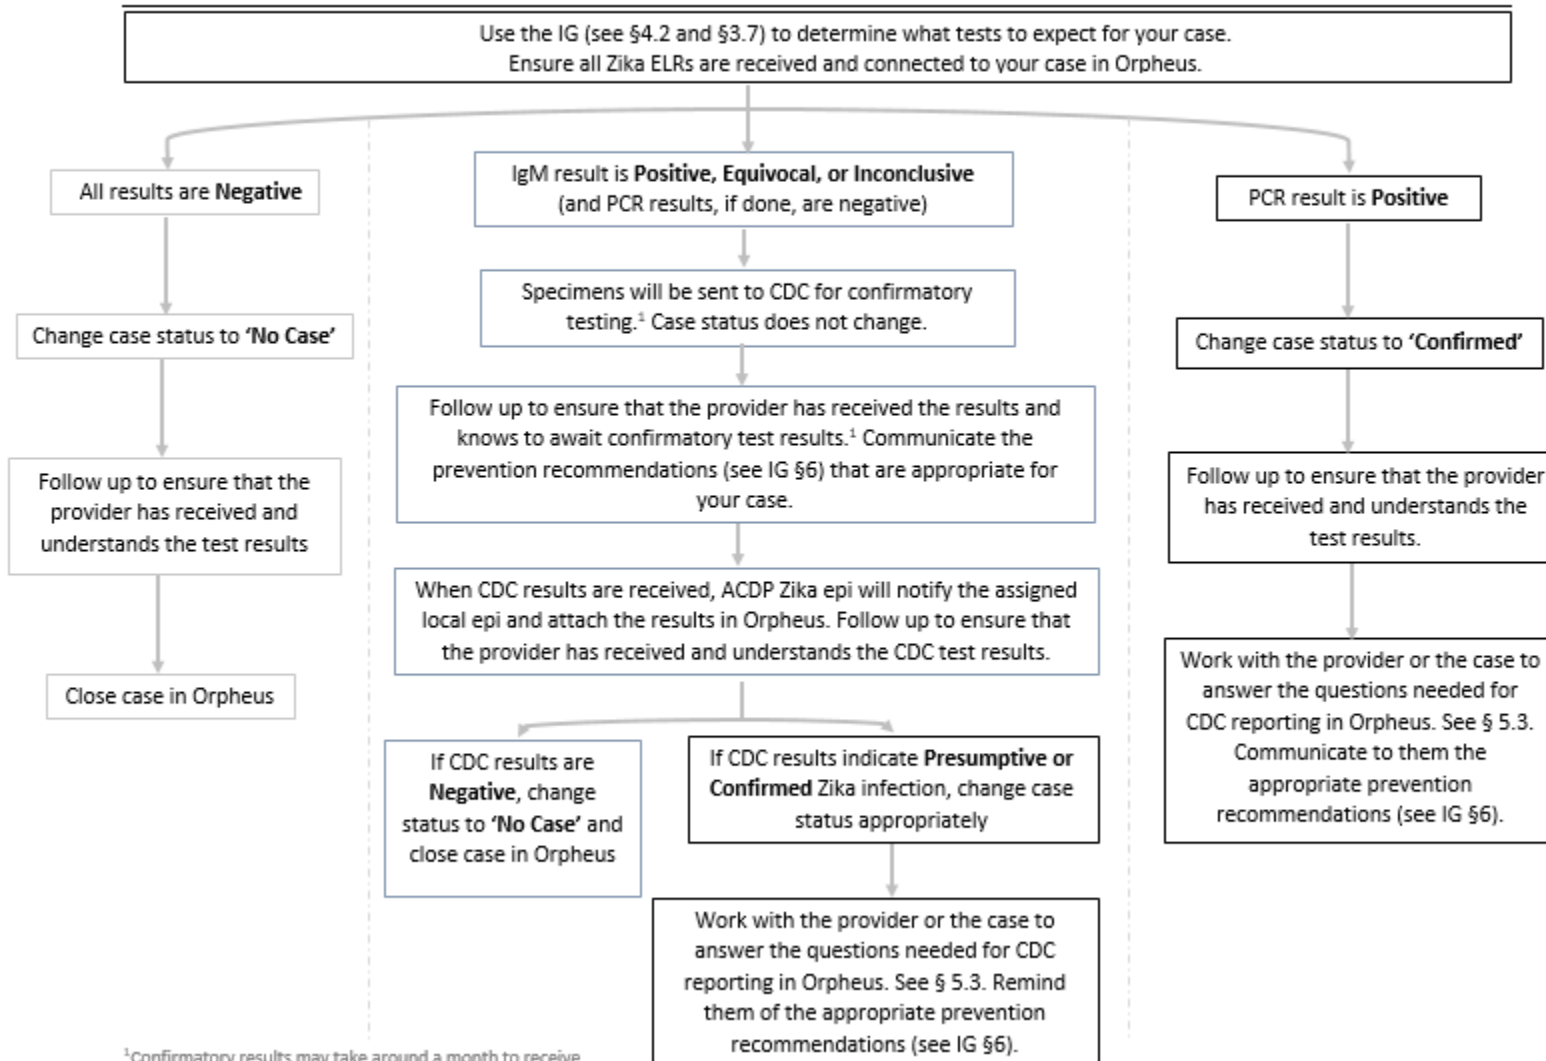 Use the IG (see §4.2 and §3.7) to determine what tests to expect for your case.
Ensure all Zika ELRs are received and connected to your case in Orpheus.
All results are Negative
Change case status to ‘No Case’
Follow up to ensure that the
provider has received and
understands the test results
Close case in Orpheus
IgM result is Positive, Equivocal, or Inconclusive
(and PCR results, if done, are negative)
Specimens will be sent to CDC for confirmatory
testing.¹ Case status does not change.
Follow up to ensure that the provider has received the results and
knows to await confirmatory test results.¹ Communicate the
prevention recommendations (see IG §6) that are appropriate for
your case.
When CDC results are received, ACDP Zika epi will notify the assigned
local epi and attach the results in Orpheus. Follow up to ensure that
the provider has received and understands the CDC test results.
If CDC results are
Negative, change
status to ‘No Case’ and
close case in Orpheus
If CDC results indicate Presumptive or
Confirmed Zika infection, change case
status appropriately
Work with the provider or the case to
answer the questions needed for CDC
reporting in Orpheus. See § 5.3. Remind
them of the appropriate prevention
recommendations (see IG §6).
PCR result is Positive
Change case status to ‘Confirmed’
Follow up to ensure that the provider
has received and understands the
test results.
Work with the provider or the case to
answer the questions needed for
CDC reporting in Orpheus. See § 5.3.
Communicate to them the
appropriate prevention
recommendations (see IG §6).
¹Confirmatory results may take around a month to receive